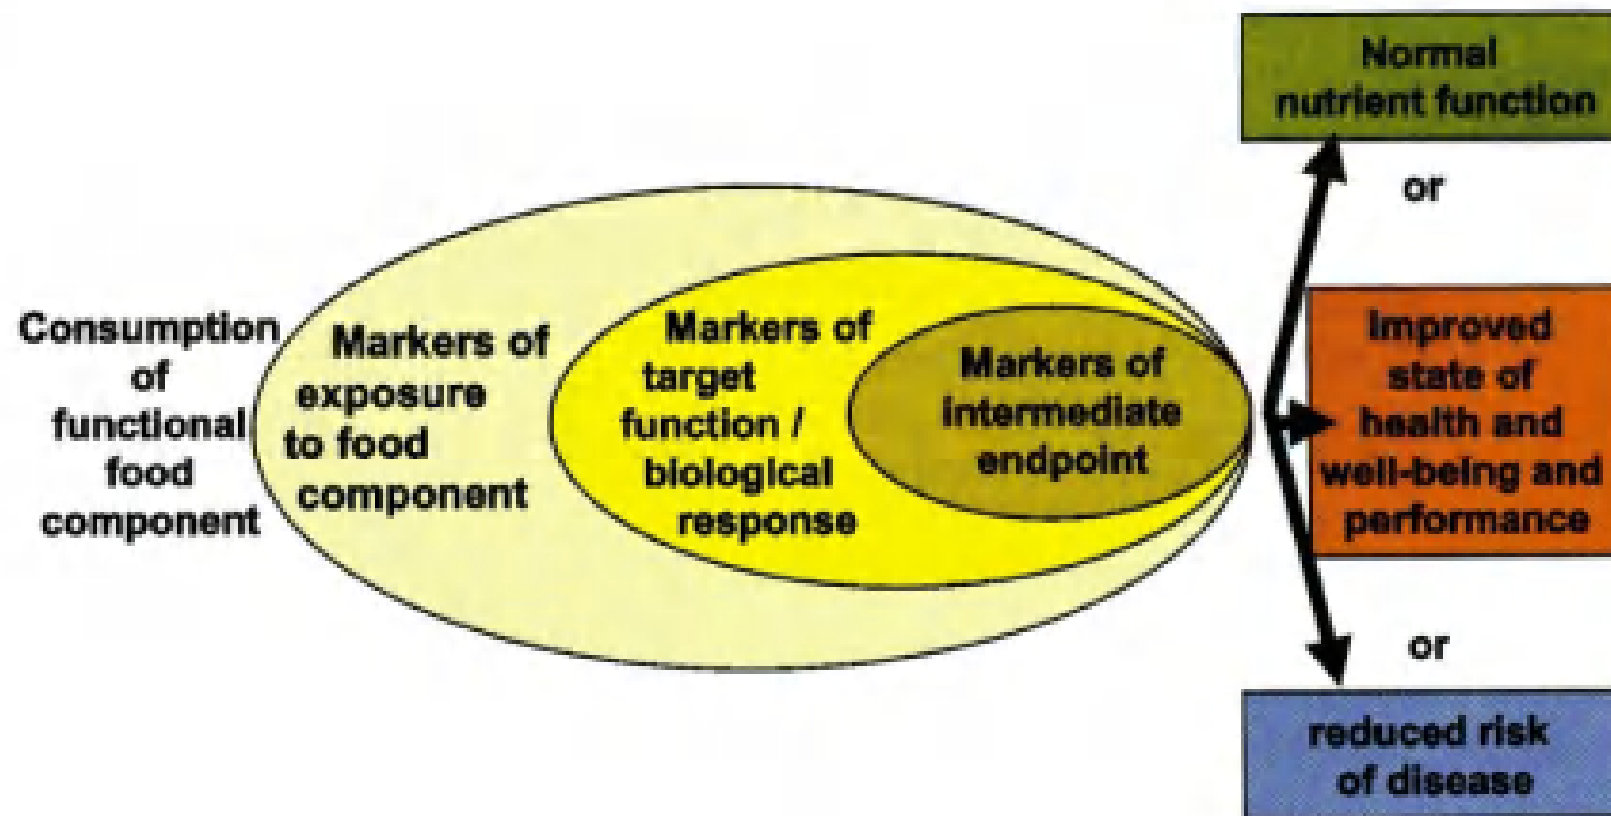 Consumption
of
functional
food
component
Markers of
exposure
to food
component
Markers of
target
function /
biological
response
Markers of
intermediate
endpoint
Normal
nutrient function
or
Improved
state of
health and
well-being and
performance
or
reduced risk
of disease